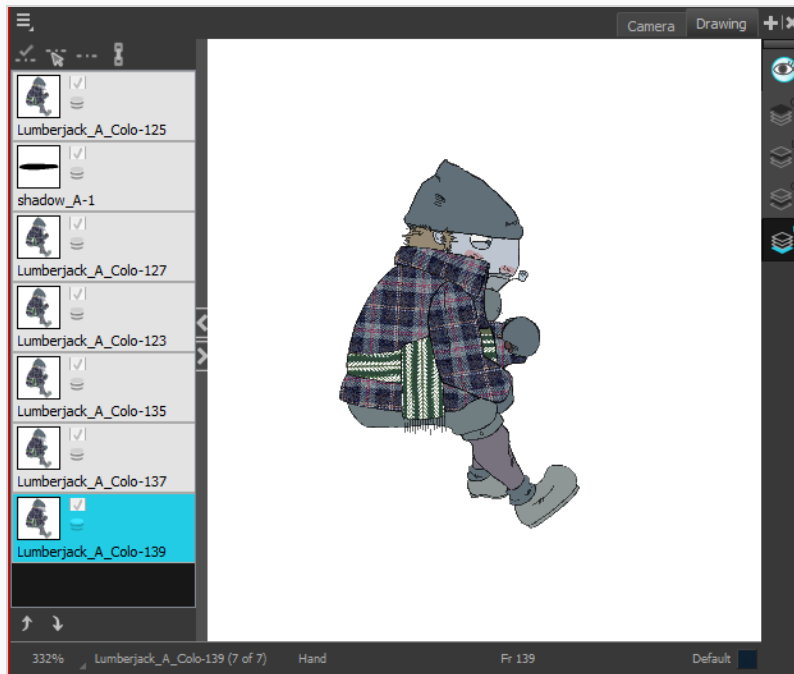 Camera
Drawing
Lumberjack_A_Colo-125
shadow_A-1
Lumberjack_A_Colo-127
Lumberjack_A_Colo-123
Lumberjack_A_Colo-135
Lumberjack_A_Colo-137
Lumberjack_A_Colo-139
332% Lumberjack_A_Colo-139 (7 of 7) Hand Fr 139 Default